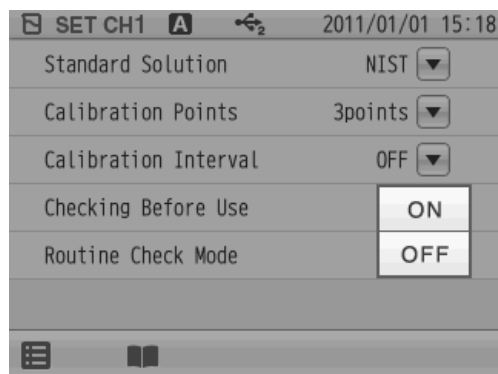 SET CH1 A 2 2011/01/01 15:18
Standard Solution NIST
Calibration Points 3points
Calibration Interval OFF
Checking Before Use ON
Routine Check Mode OFF